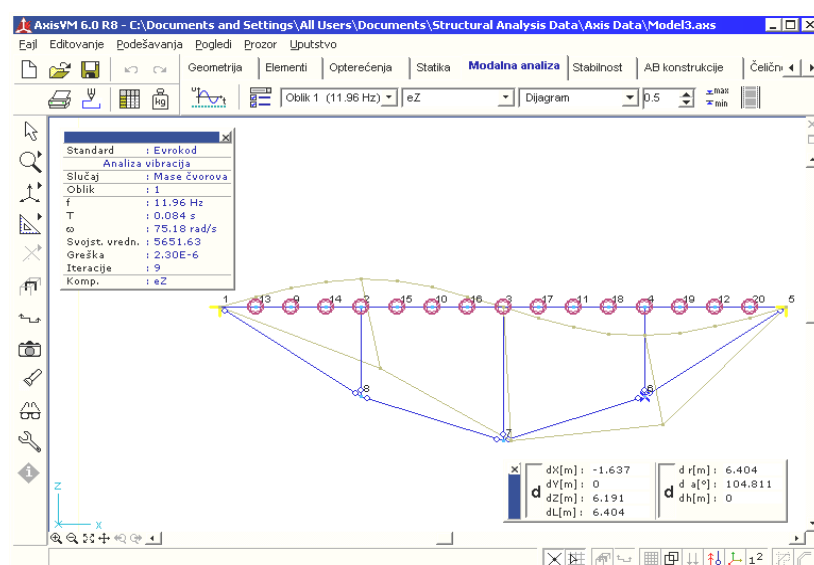 AxisVM 6.0 R8 - C:\Documents and Settings\All Users\Documents\Structural Analysis Data\Axis Data\Model3.axs
Fajl Editovanje Podešavanja Pogledi Prozor Uputstvo
Geometrija Elementi Opterećenja Statika Modalna analiza Stabilnost AB konstrukcije Čeličn
kg Oblik 1 (11.96 Hz) eZ Dijagram 0.5 max min
Standard : Evrokod
Analiza vibracija
Slučaj : Mase čvorova
Oblik : 1
f : 11.96 Hz
T : 0.084 s
ω : 75.18 rad/s
Svojst. vredn. : 5651.63
Greška : 2.30E-6
Iteracije : 9
Komp. : eZ
1 13 9 14 2 15 10 16 3 17 11 18 4 19 12 20 5
8 6
7
dX[m] : -1.637
dY[m] : 0
dZ[m] : 6.191
dL[m] : 6.404
d
d r[m] : 6.404
d a[°] : 104.811
dh[m] : 0
d
Z
X
1²